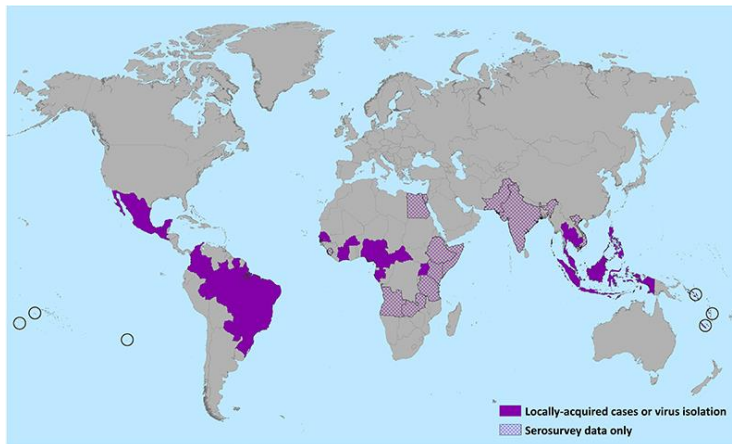 Locally-acquired cases or virus isolation
Serosurvey data only